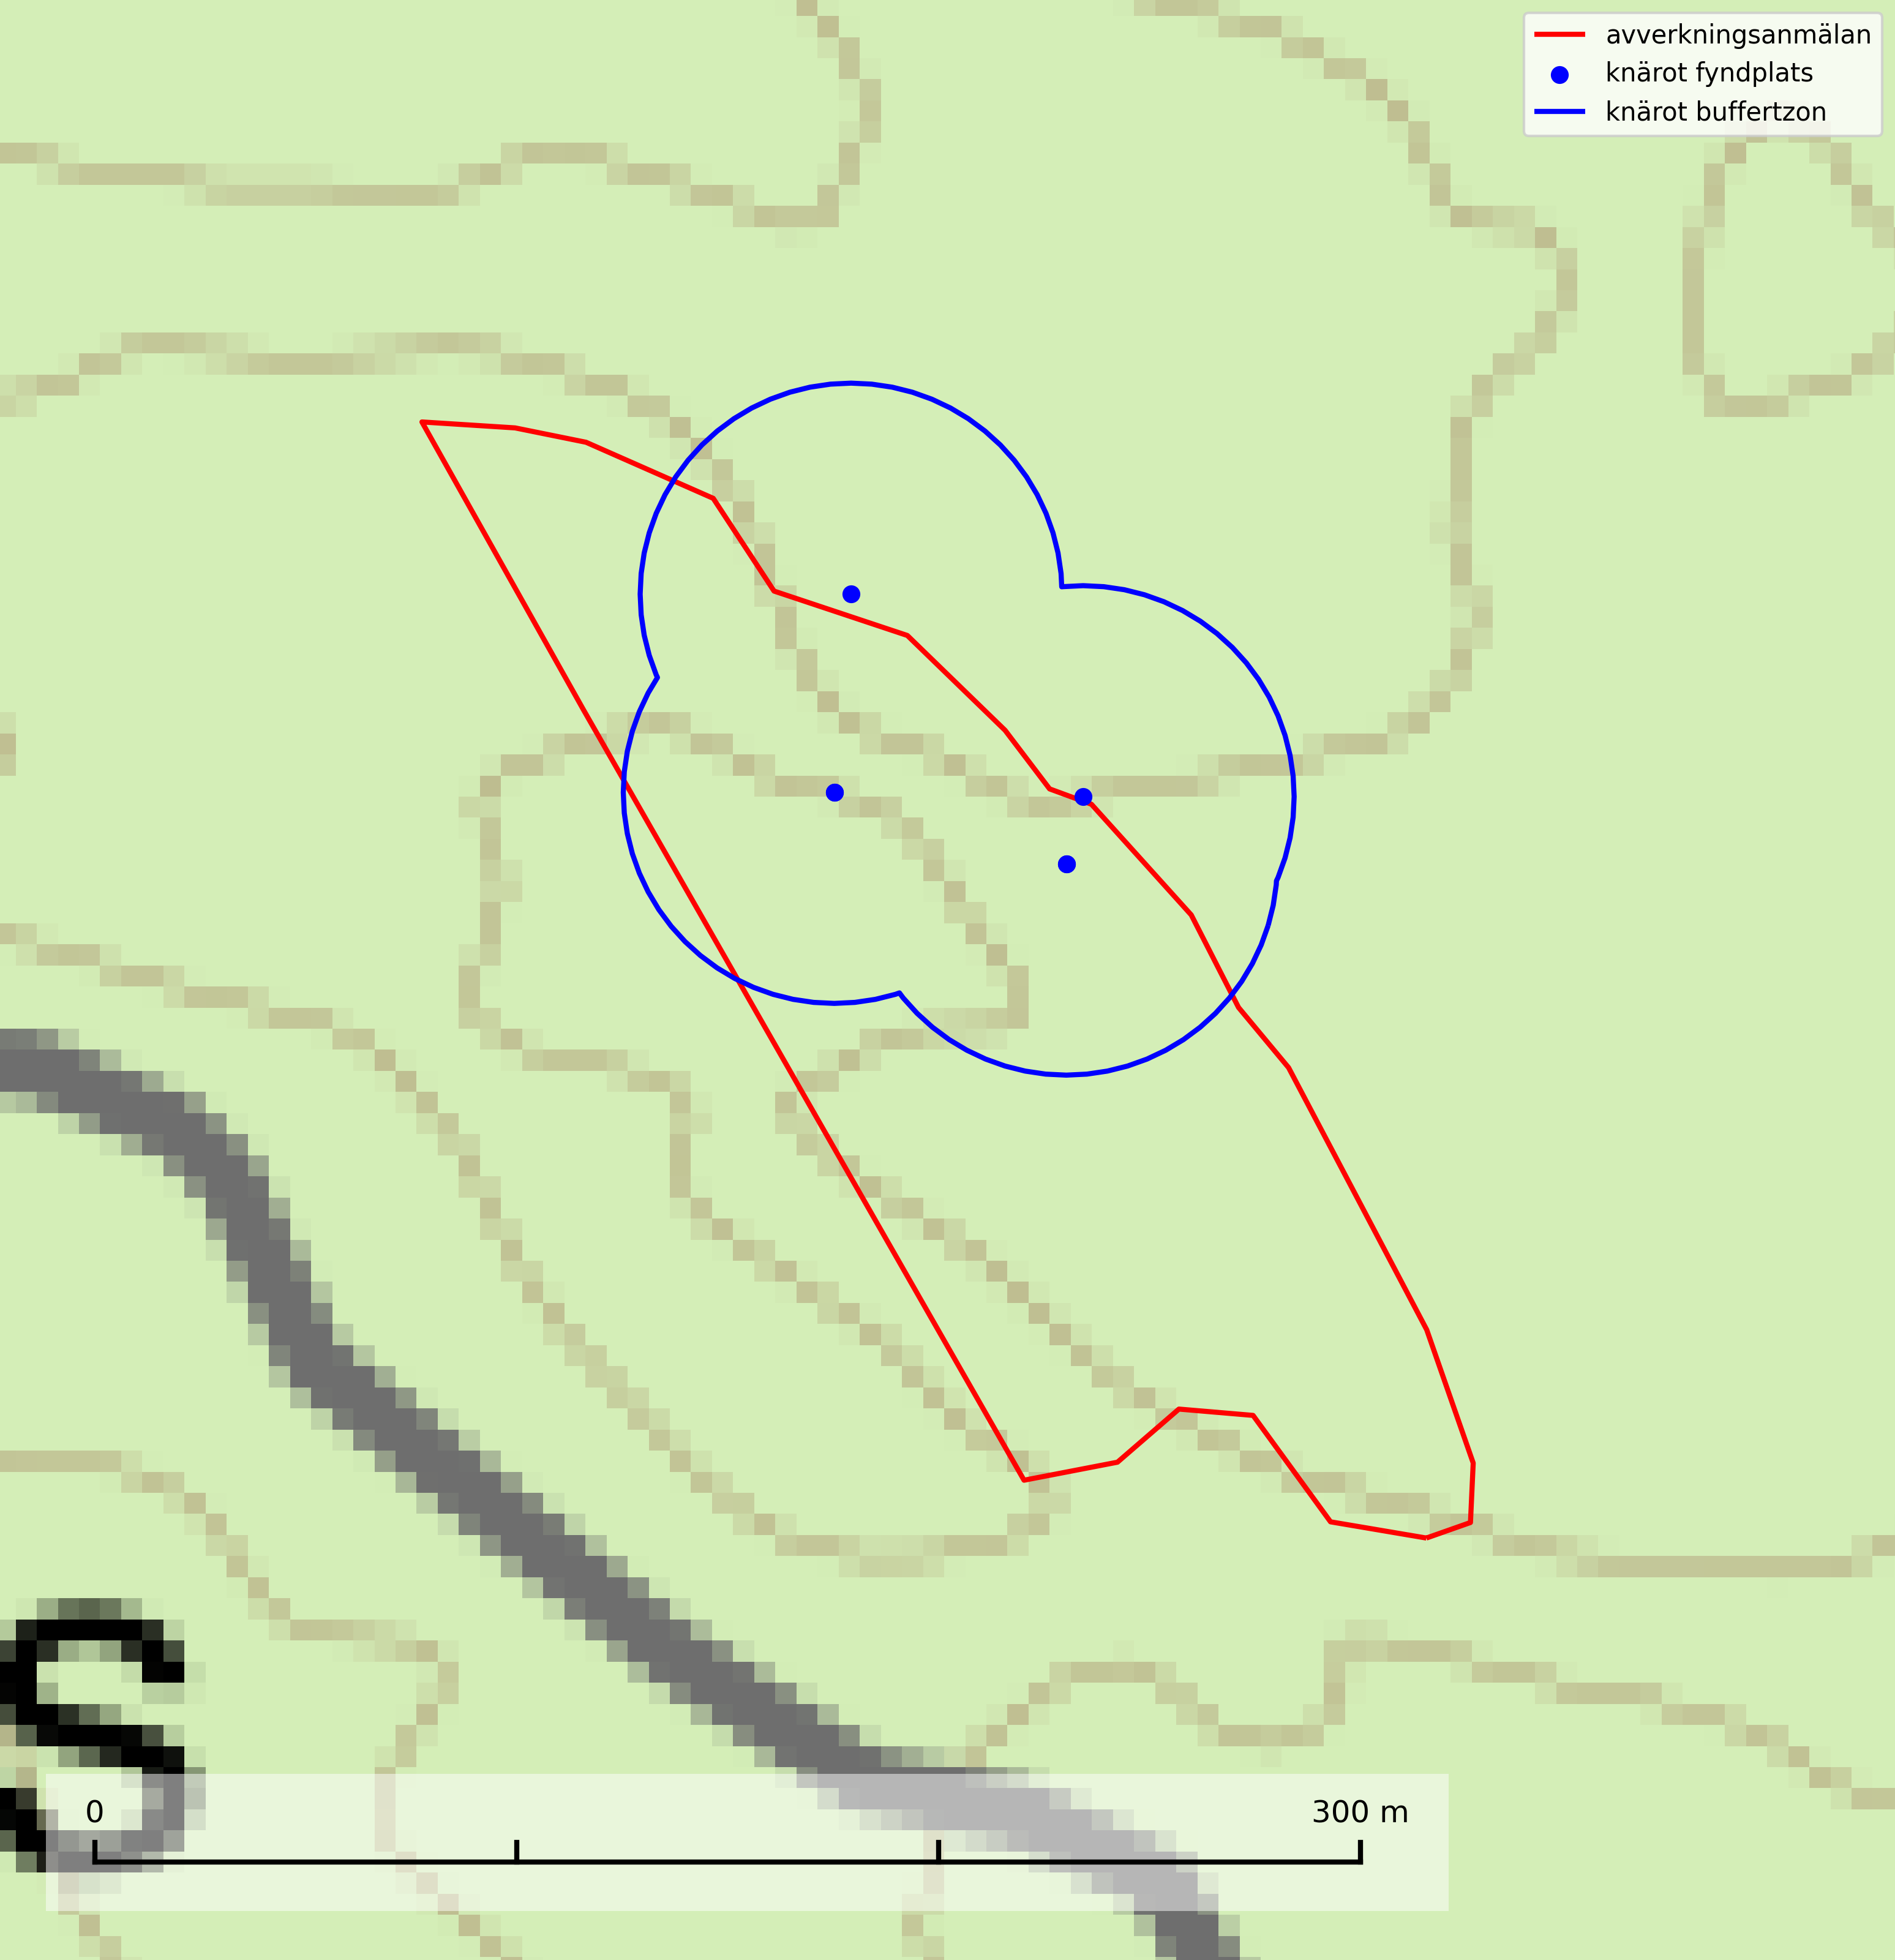 avverkningsanmälan
knärot fyndplats
knärot buffertzon
0 300 m